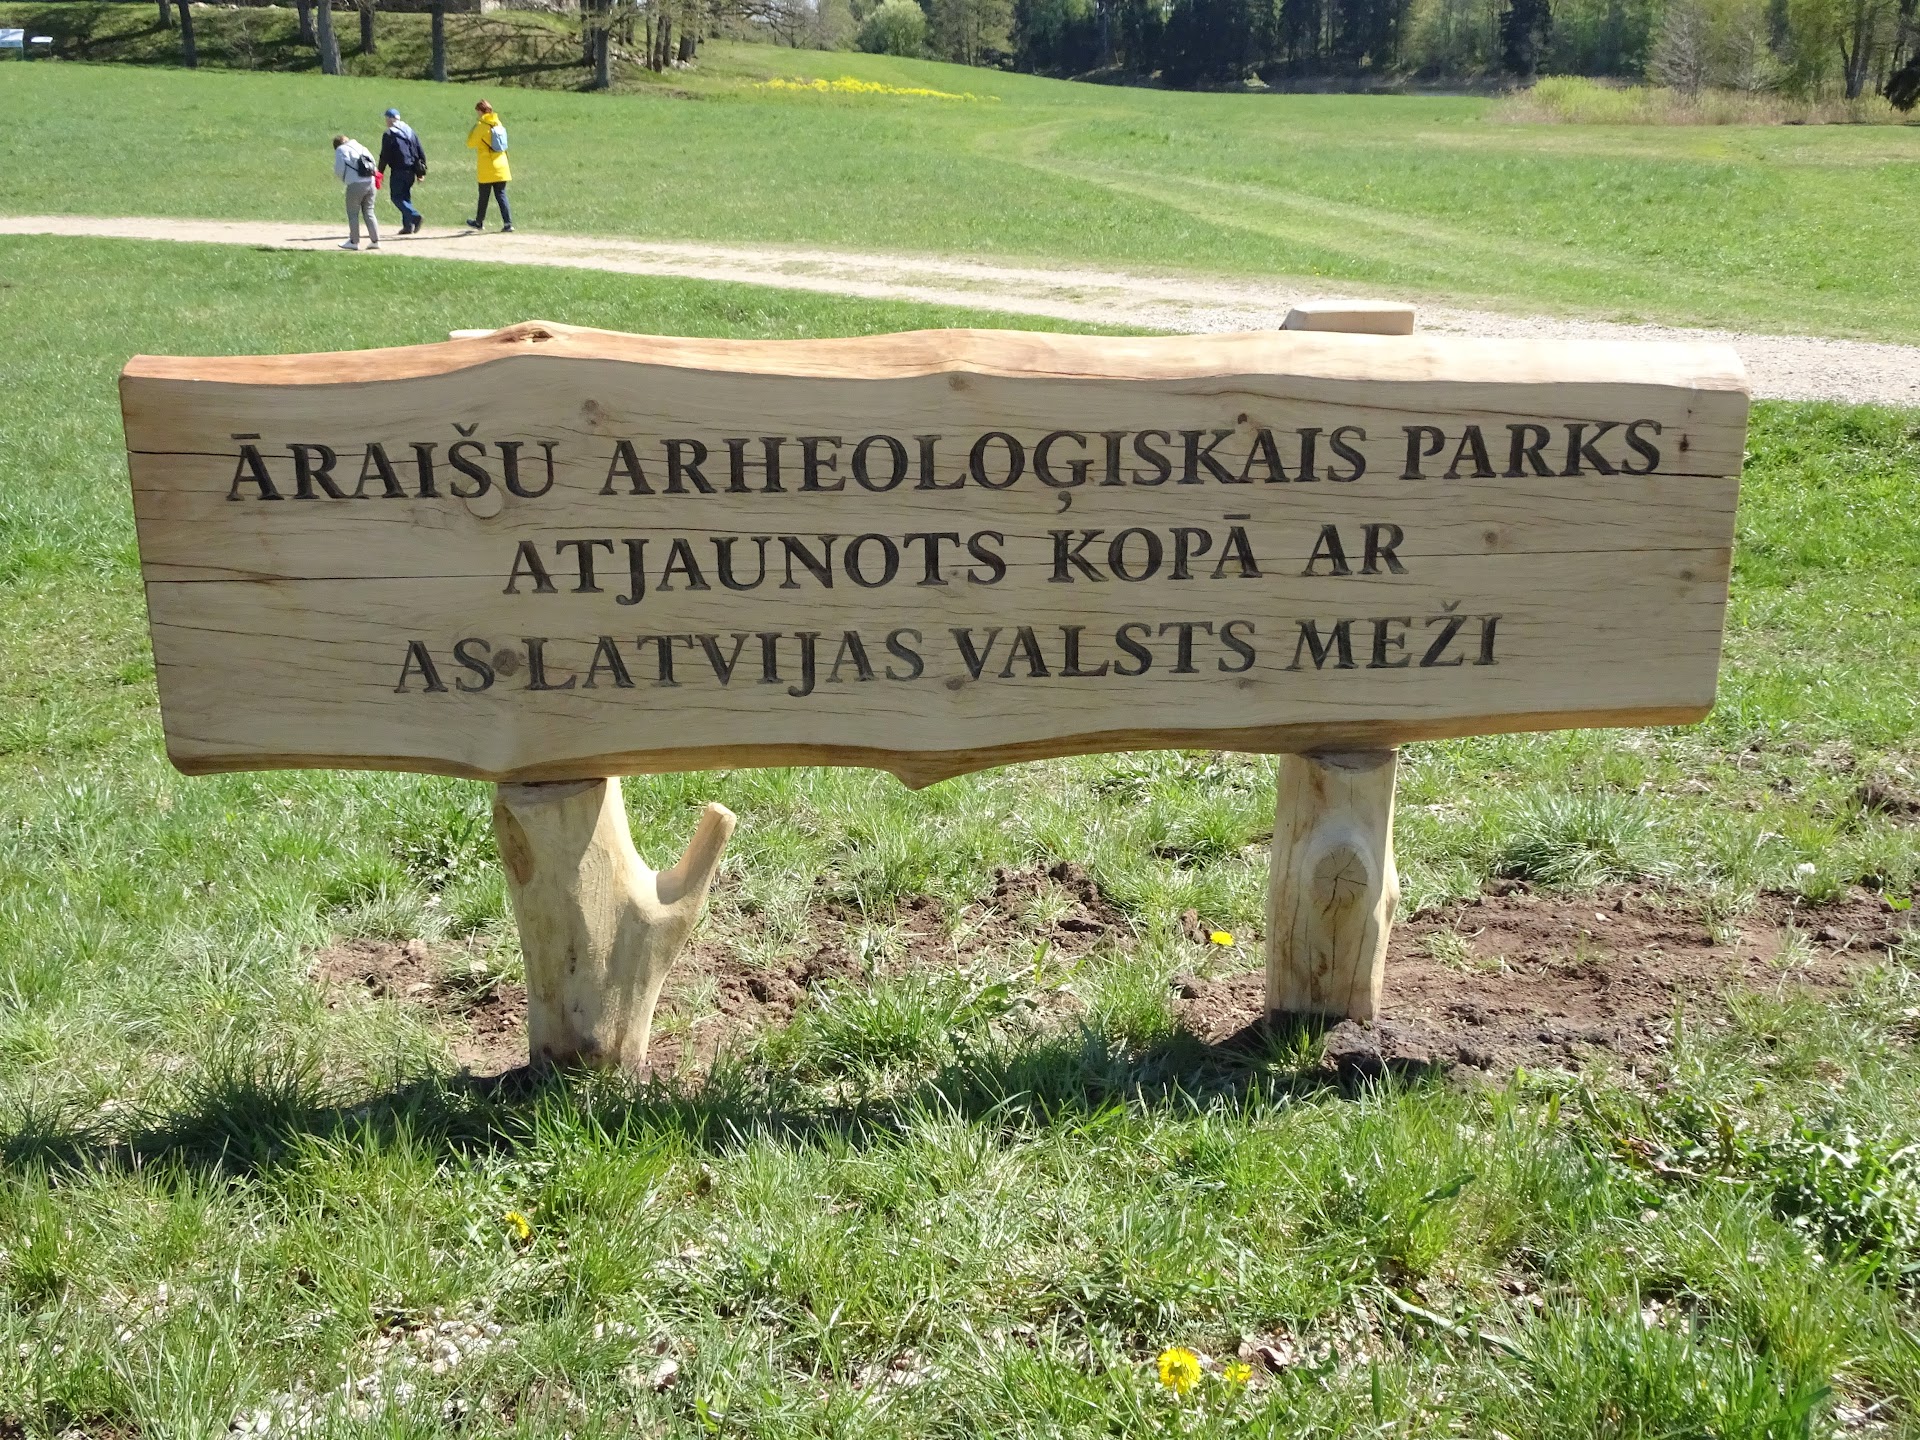 ĀRAIŠU ARHEOLOĢISKAIS PARKS
ATJAUNOTS KOPĀ AR
AS LATVIJAS VALSTS MEŽI